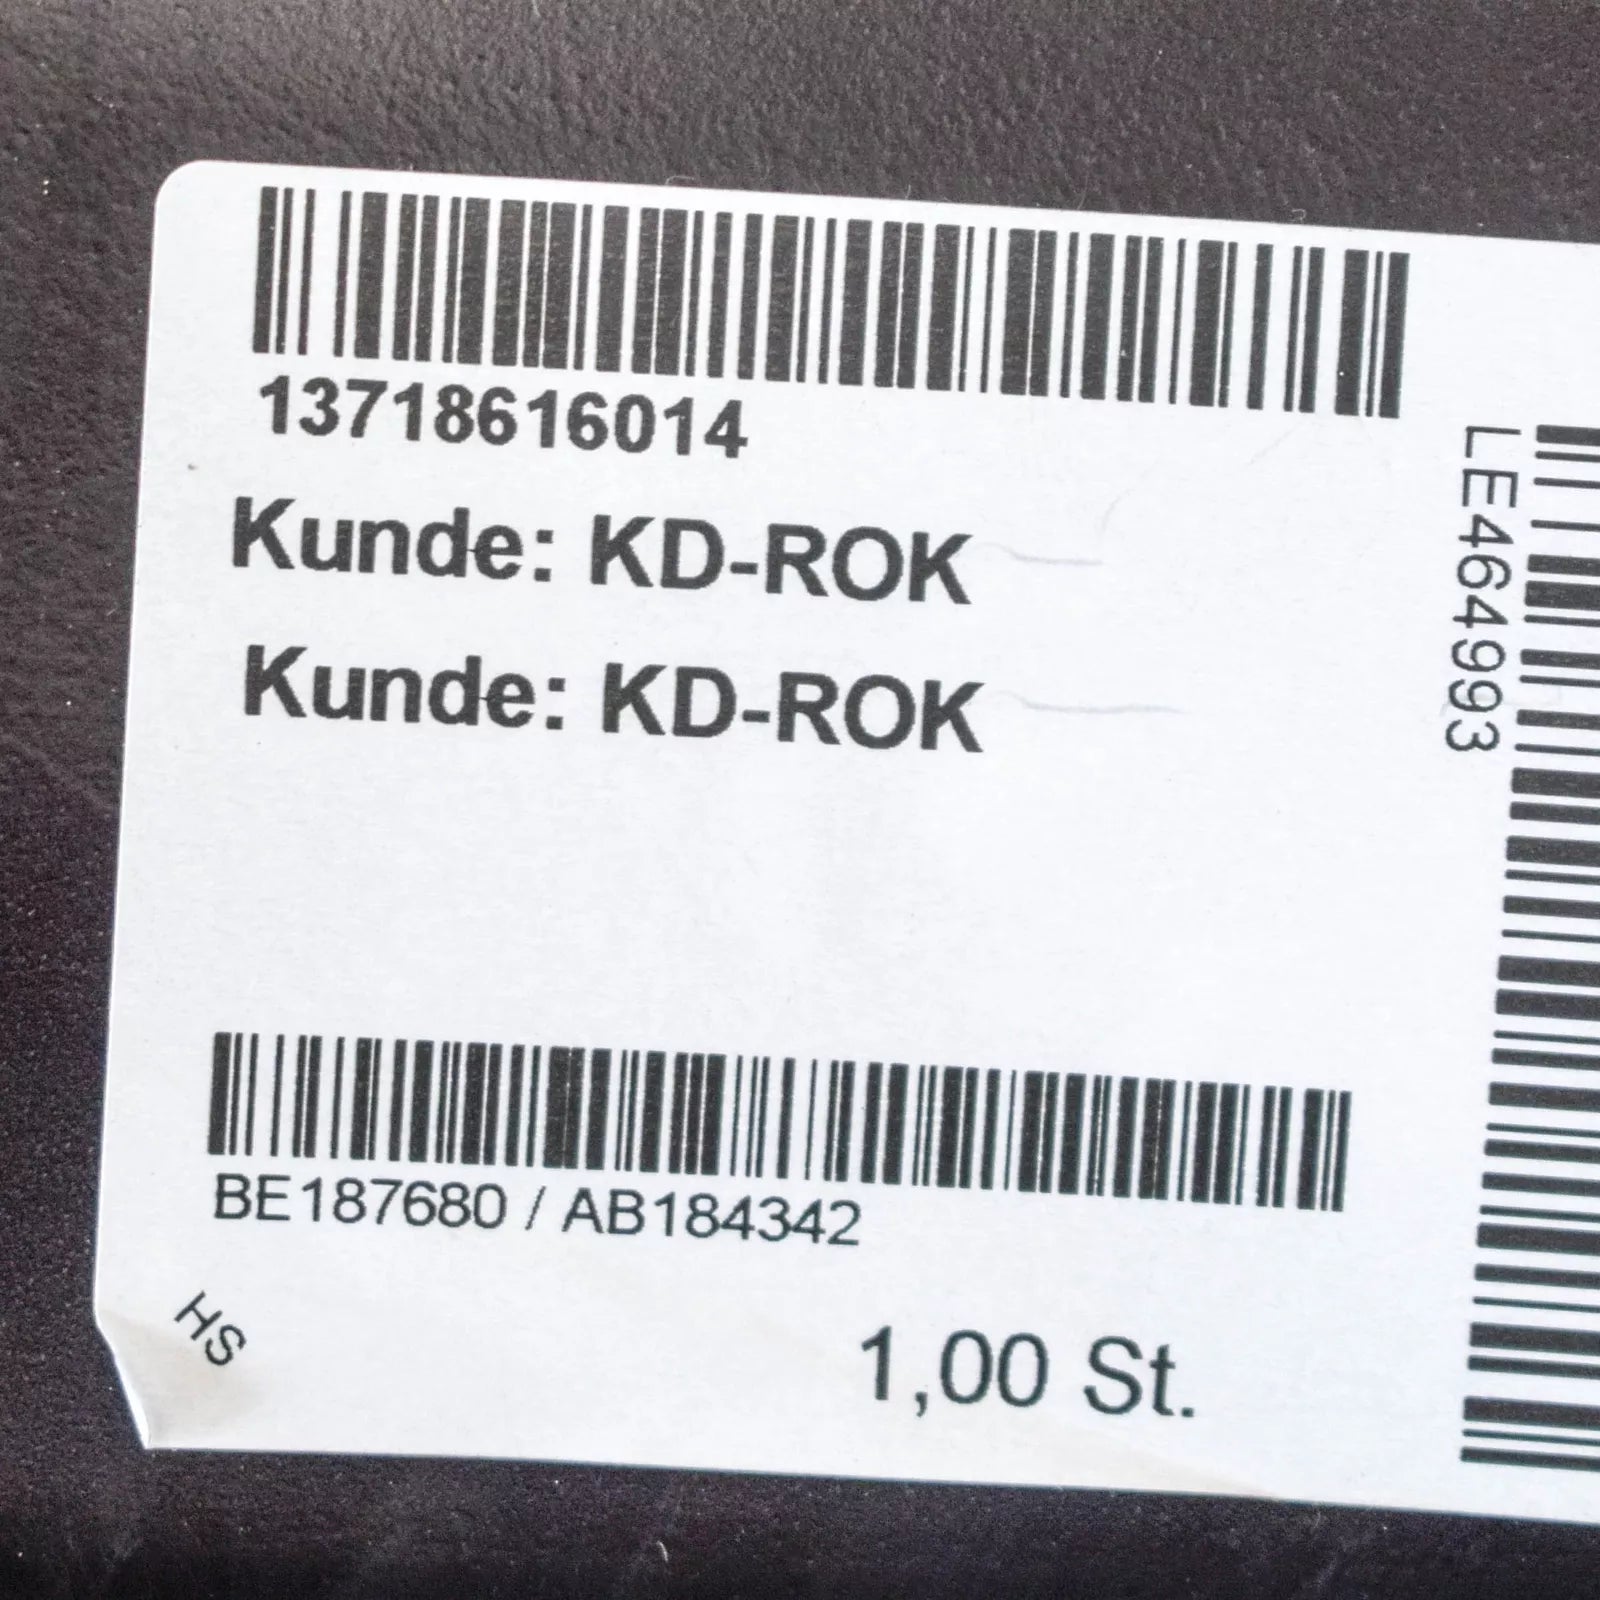 13718616014
Kunde: KD-ROK
Kunde: KD-ROK
LE464993
BE187680 / AB184342
HS
1,00 St.